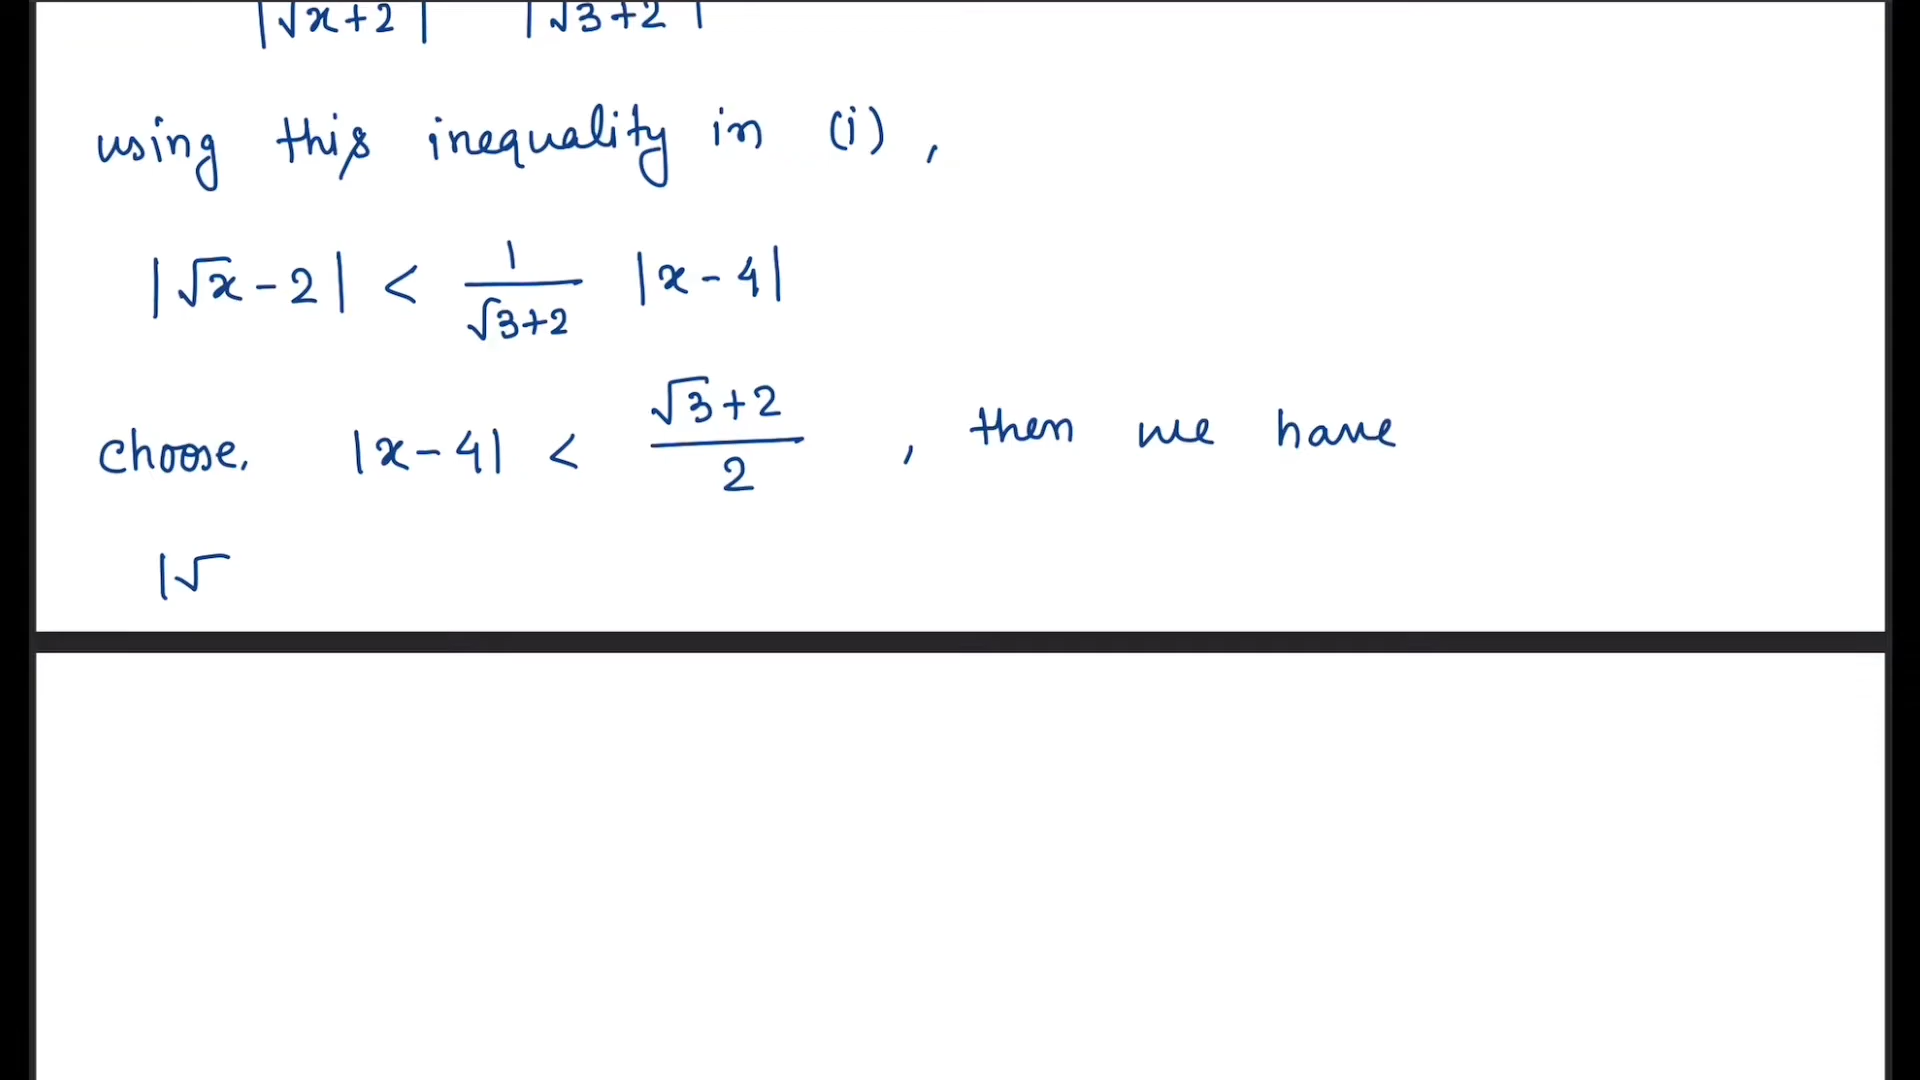 |√x+2| |√3+2|
using this inequality in (i) ,
|√x - 2| < 1/(√3+2) |x - 4|
choose. |x - 4| < (√3+2)/2 , then we have
|√